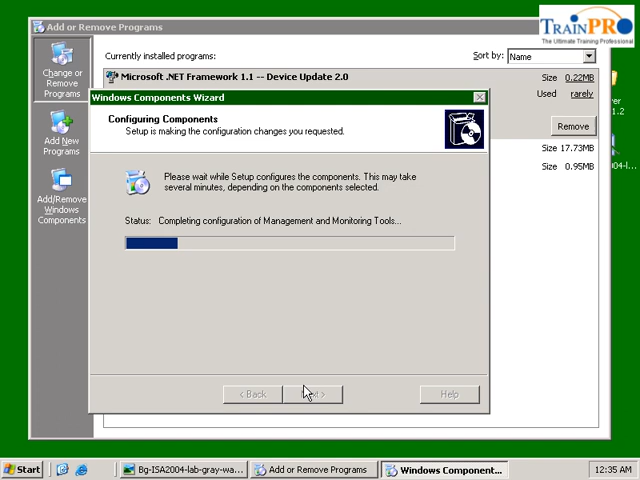 Add or Remove Programs
TrainPRO
The Ultimate Training Professional
Change or
Remove
Programs
Add New
Programs
Add/Remove
Windows
Components
Currently installed programs:
Sort by: Name
Microsoft .NET Framework 1.1 -- Device Update 2.0
Size 0.22MB
Used rarely
Remove
Size 17.73MB
Size 0.95MB
Windows Components Wizard
Configuring Components
Setup is making the configuration changes you requested.
Please wait while Setup configures the components. This may take
several minutes, depending on the components selected.
Status: Completing configuration of Management and Monitoring Tools...
< Back
Help
Start
Bg-ISA2004-lab-gray-wa...
Add or Remove Programs
Windows Component...
12:35 AM